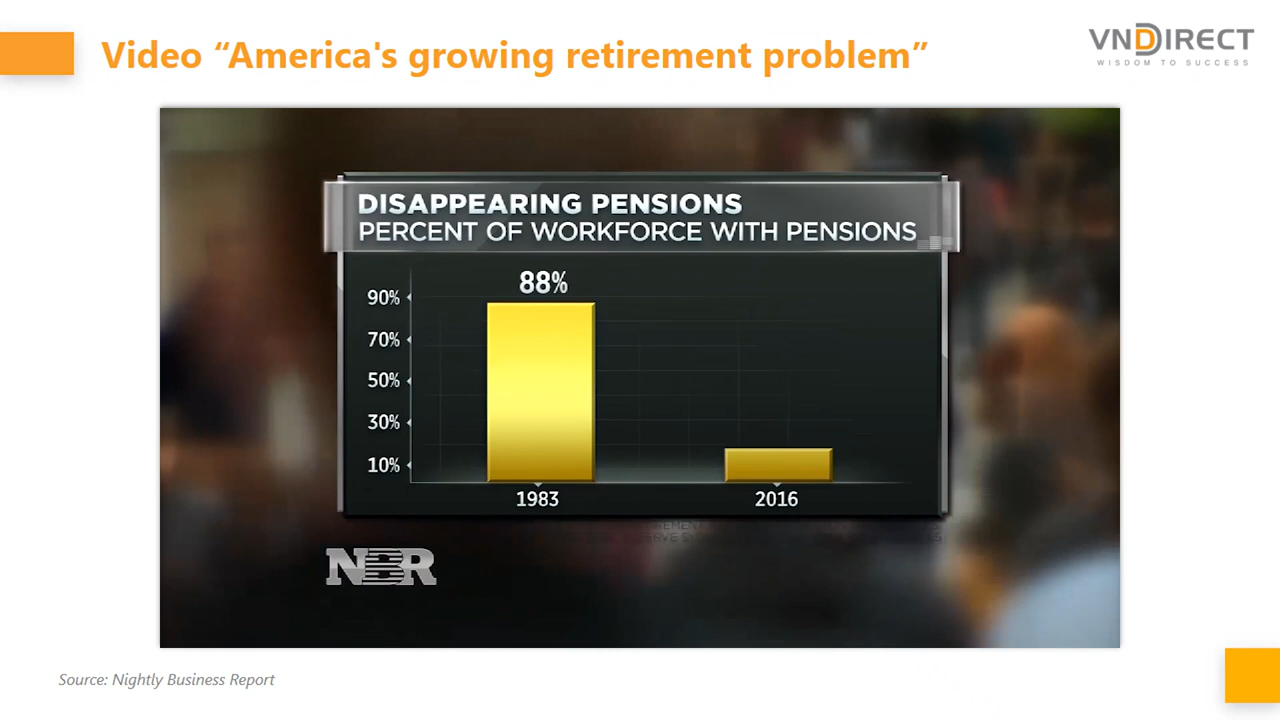 Video “America's growing retirement problem”
VNDIRECT
WISDOM TO SUCCESS
DISAPPEARING PENSIONS
PERCENT OF WORKFORCE WITH PENSIONS
88%
90%
70%
50%
30%
10%
1983
2016
NBR
Source: Nightly Business Report